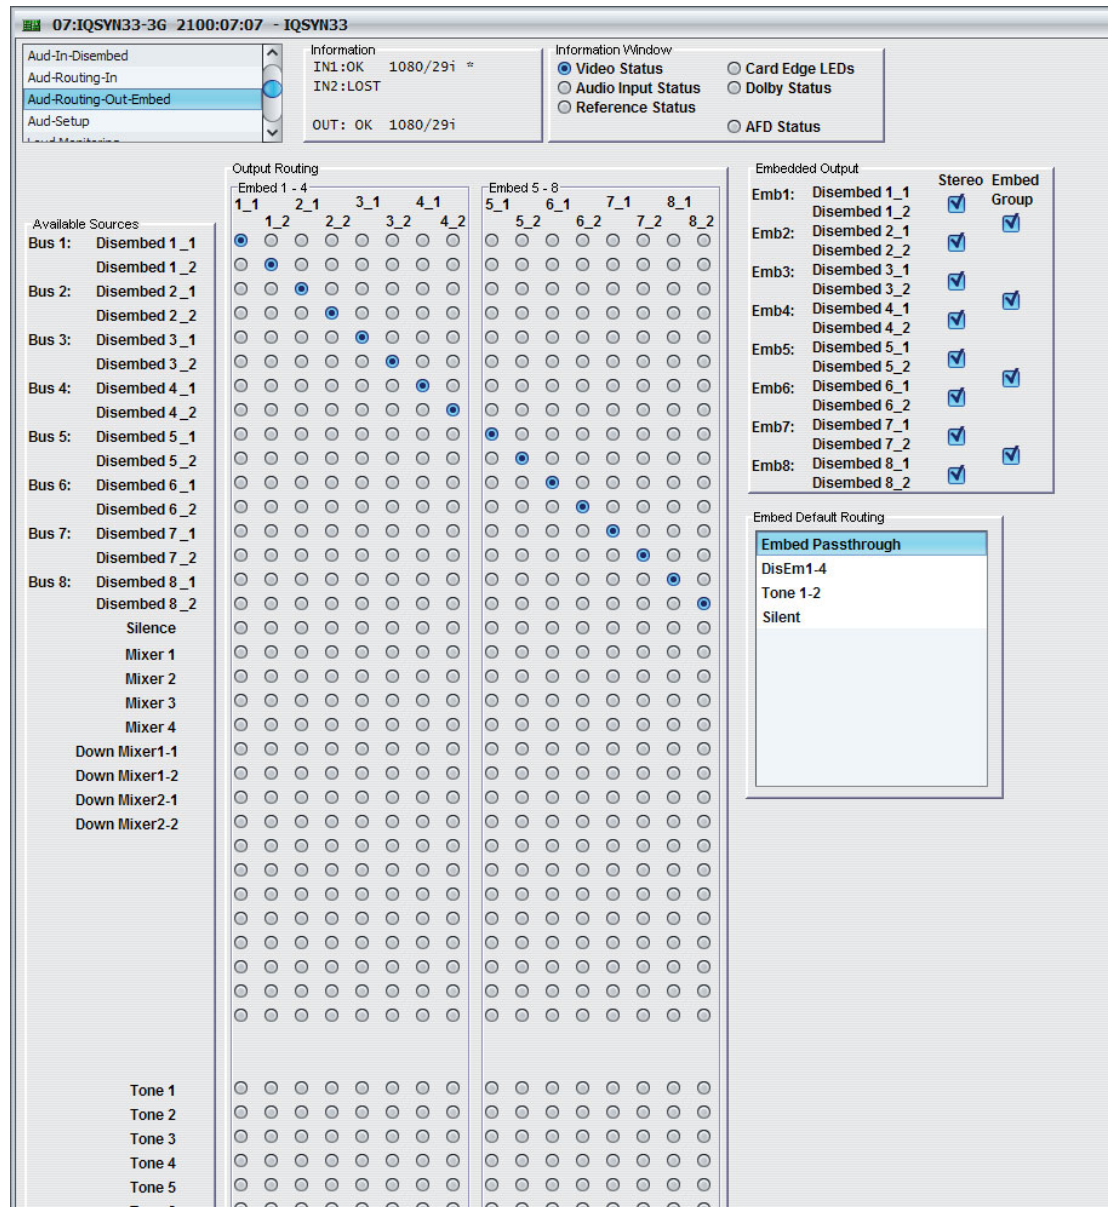 07:IQSYN33-3G 2100:07:07 - IQSYN33
Aud-In-Disembed
Aud-Routing-In
Aud-Routing-Out-Embed
Aud-Setup
Information
IN1:OK 1080/29i *
IN2:LOST
OUT: OK 1080/29i
Information Window
Video Status
Card Edge LEDs
Audio Input Status
Dolby Status
Reference Status
AFD Status
Output Routing
Embed 1 - 4
1_1 2_1 3_1 4_1
1_2 2_2 3_2 4_2
Embed 5 - 8
5_1 6_1 7_1 8_1
5_2 6_2 7_2 8_2
Available Sources
Bus 1: Disembed 1_1
Disembed 1_2
Bus 2: Disembed 2_1
Disembed 2_2
Bus 3: Disembed 3_1
Disembed 3_2
Bus 4: Disembed 4_1
Disembed 4_2
Bus 5: Disembed 5_1
Disembed 5_2
Bus 6: Disembed 6_1
Disembed 6_2
Bus 7: Disembed 7_1
Disembed 7_2
Bus 8: Disembed 8_1
Disembed 8_2
Silence
Mixer 1
Mixer 2
Mixer 3
Mixer 4
Down Mixer1-1
Down Mixer1-2
Down Mixer2-1
Down Mixer2-2
Tone 1
Tone 2
Tone 3
Tone 4
Tone 5
Embedded Output
Stereo Embed
Group
Emb1: Disembed 1_1
Disembed 1_2
Emb2: Disembed 2_1
Disembed 2_2
Emb3: Disembed 3_1
Disembed 3_2
Emb4: Disembed 4_1
Disembed 4_2
Emb5: Disembed 5_1
Disembed 5_2
Emb6: Disembed 6_1
Disembed 6_2
Emb7: Disembed 7_1
Disembed 7_2
Emb8: Disembed 8_1
Disembed 8_2
Embed Default Routing
Embed Passthrough
DisEm1-4
Tone 1-2
Silent